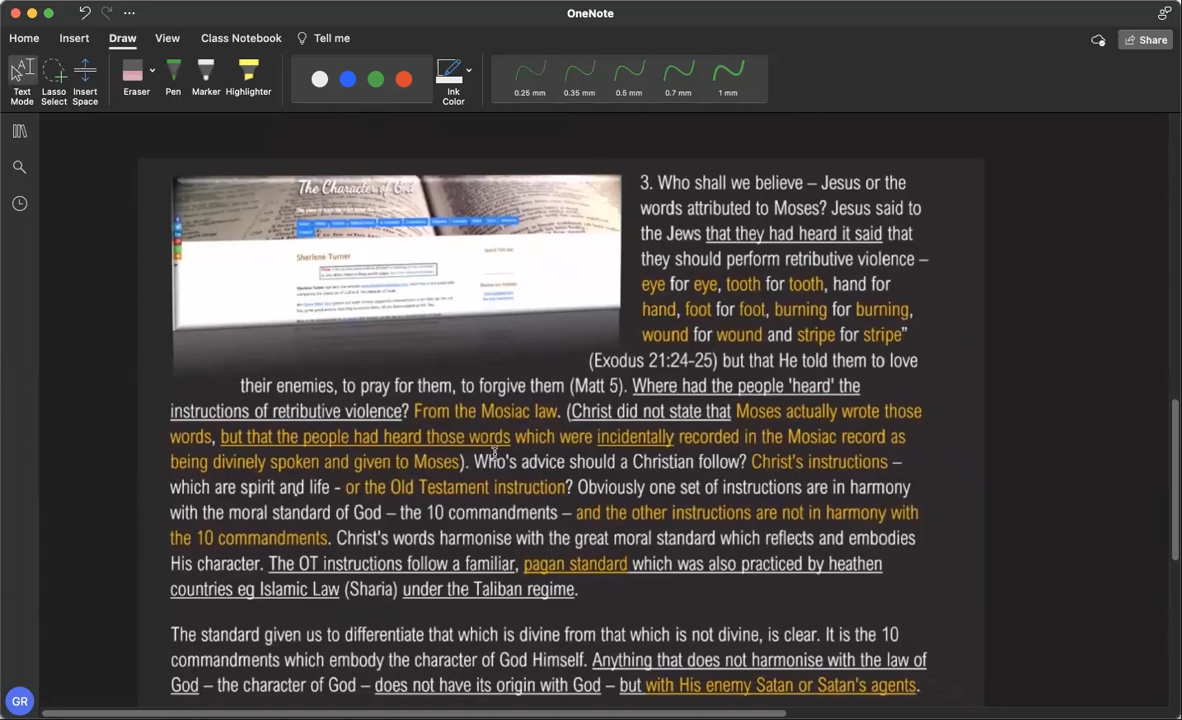 OneNote
Home Insert Draw View Class Notebook Tell me
Share
Text Mode
Lasso Select
Insert Space
Eraser
Pen
Marker
Highlighter
Ink Color
0.25 mm
0.35 mm
0.5 mm
0.7 mm
1 mm
The Character of God
Sherlene Turner
3. Who shall we believe – Jesus or the
words attributed to Moses? Jesus said to
the Jews that they had heard it said that
they should perform retributive violence –
eye for eye, tooth for tooth, hand for
hand, foot for foot, burning for burning,
wound for wound and stripe for stripe”
(Exodus 21:24-25) but that He told them to love
their enemies, to pray for them, to forgive them (Matt 5). Where had the people 'heard' the
instructions of retributive violence? From the Mosiac law. (Christ did not state that Moses actually wrote those
words, but that the people had heard those words which were incidentally recorded in the Mosiac record as
being divinely spoken and given to Moses). Who's advice should a Christian follow? Christ's instructions –
which are spirit and life - or the Old Testament instruction? Obviously one set of instructions are in harmony
with the moral standard of God – the 10 commandments – and the other instructions are not in harmony with
the 10 commandments. Christ's words harmonise with the great moral standard which reflects and embodies
His character. The OT instructions follow a familiar, pagan standard which was also practiced by heathen
countries eg Islamic Law (Sharia) under the Taliban regime.
The standard given us to differentiate that which is divine from that which is not divine, is clear. It is the 10
commandments which embody the character of God Himself. Anything that does not harmonise with the law of
God – the character of God – does not have its origin with God – but with His enemy Satan or Satan's agents.
GR